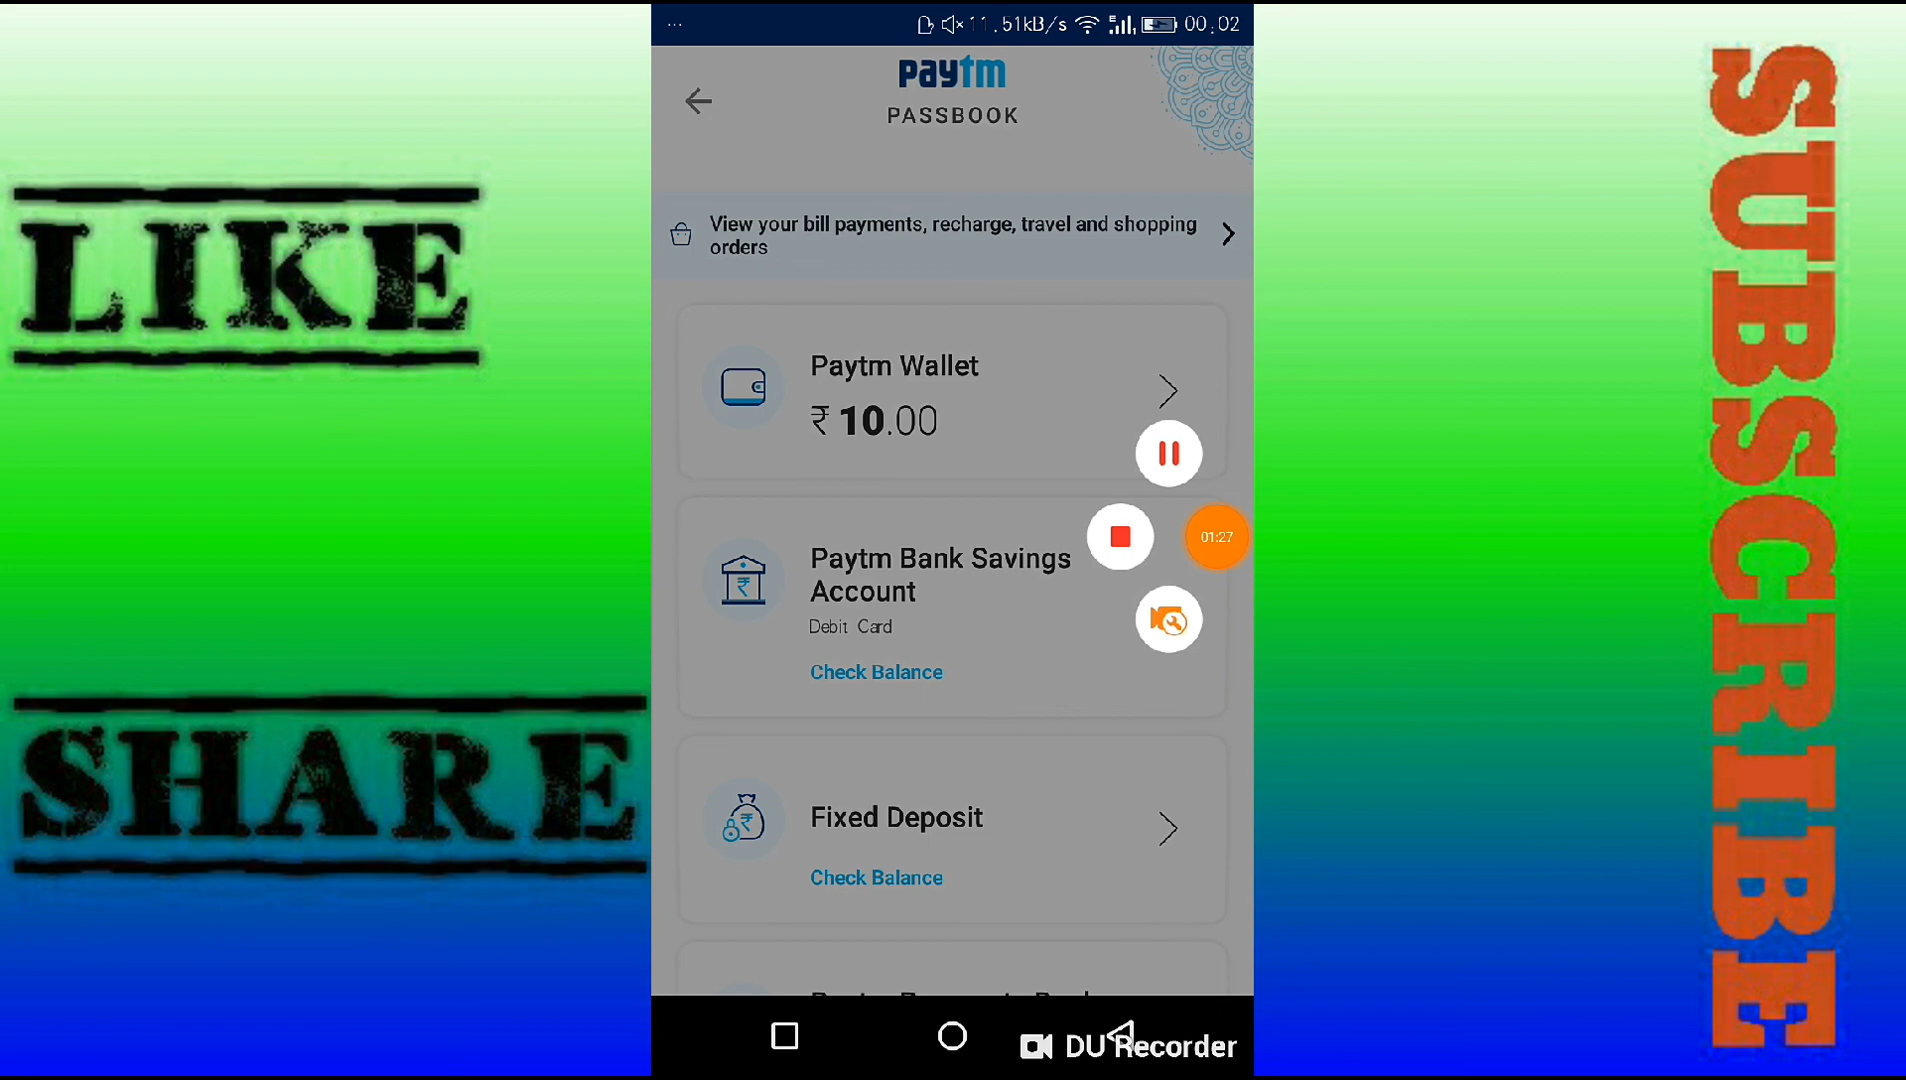 ... 11.51kB/s 00:02
paytm
PASSBOOK
View your bill payments, recharge, travel and shopping
orders
LIKE
Paytm Wallet
₹ 10.00
01:27
Paytm Bank Savings
Account
Debit Card
Check Balance
SHARE
Fixed Deposit
Check Balance
DU Recorder
SUBSCRIBE